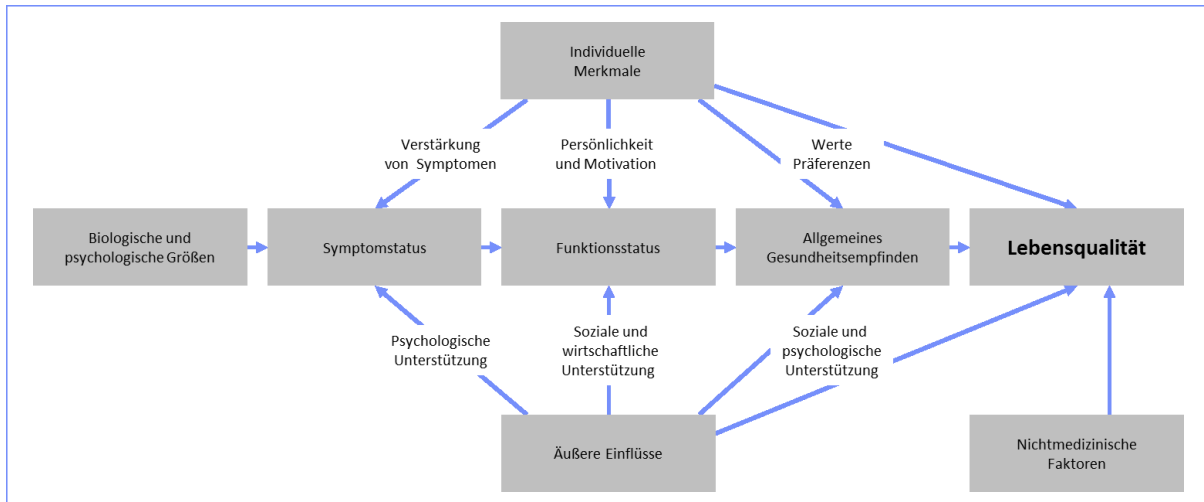 Individuelle
Merkmale
Verstärkung
von Symptomen
Persönlichkeit
und Motivation
Werte
Präferenzen
Biologische und
psychologische Größen
Symptomstatus
Funktionsstatus
Allgemeines
Gesundheitsempfinden
Lebensqualität
Psychologische
Unterstützung
Soziale und
wirtschaftliche
Unterstützung
Soziale und
psychologische
Unterstützung
Äußere Einflüsse
Nichtmedizinische
Faktoren